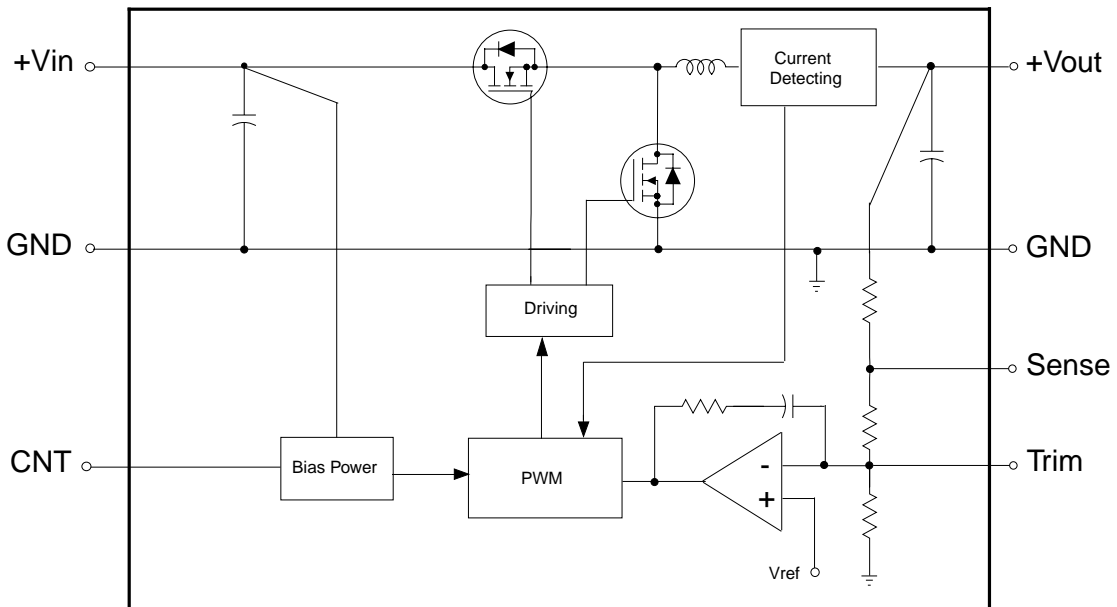 +Vin
Current
Detecting
+Vout
GND
GND
Driving
Sense
CNT
Bias Power
PWM
-
+
Trim
Vref